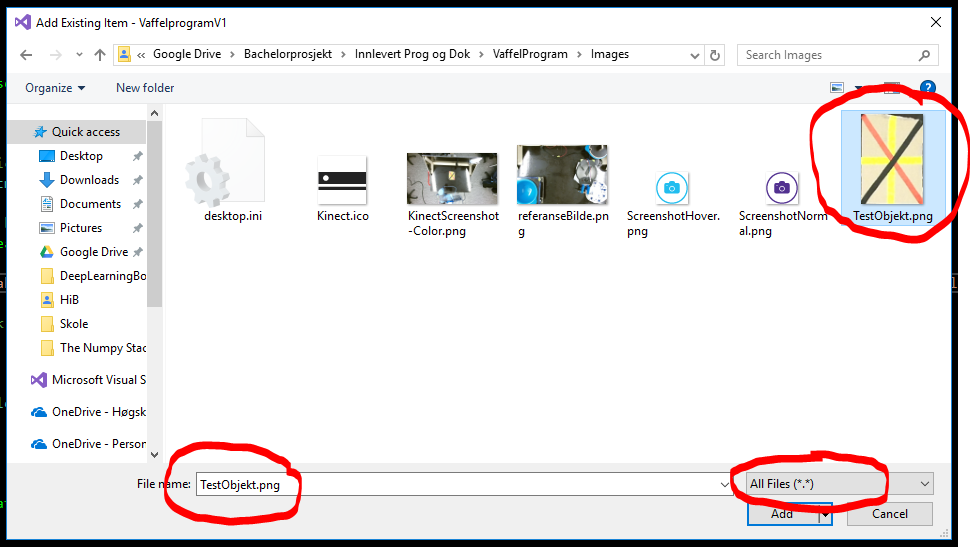 Add Existing Item - VaffelprogramV1
« Google Drive > Bachelorprosjekt > Innlevert Prog og Dok > VaffelProgram > Images
Search Images
Organize
New folder
?
Quick access
Desktop
Downloads
Documents
Pictures
Google Drive
DeepLearningBo
HiB
Skole
The Numpy Stac
Microsoft Visual S
OneDrive - Høgsk
OneDrive - Person
desktop.ini
Kinect.ico
KinectScreenshot
-Color.png
referanseBilde.pn
g
ScreenshotHover.
png
ScreenshotNor
mal.png
TestObjekt.png
File name:
TestObjekt.png
All Files (*.*)
Add
Cancel